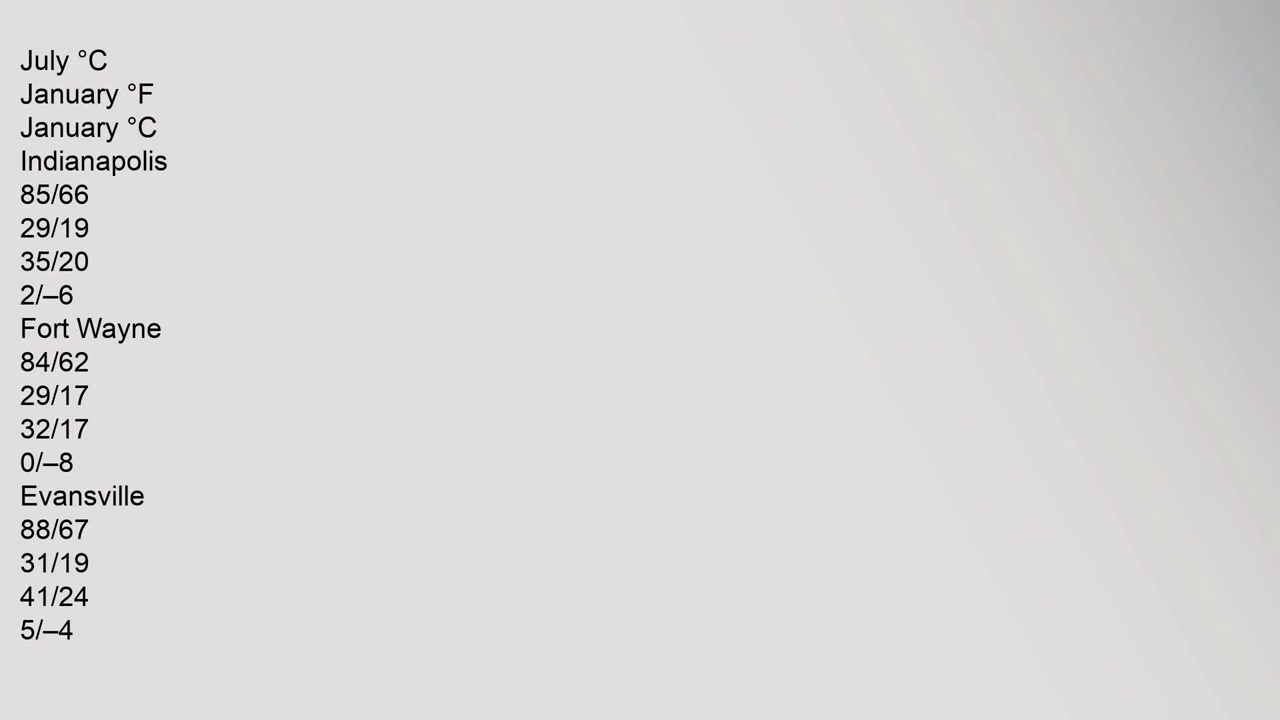 July °C
January °F
January °C
Indianapolis
85/66
29/19
35/20
2/–6
Fort Wayne
84/62
29/17
32/17
0/–8
Evansville
88/67
31/19
41/24
5/–4